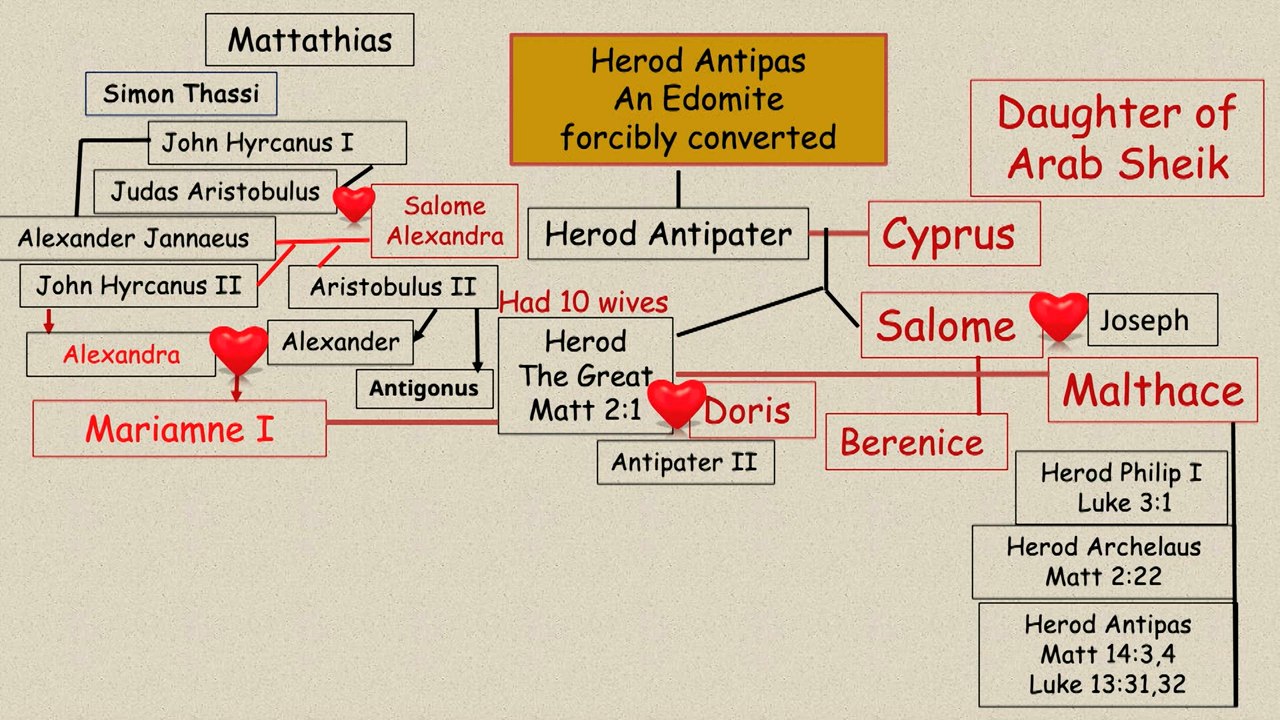 Mattathias
Simon Thassi
John Hyrcanus I
Judas Aristobulus
Salome
Alexandra
Alexander Jannaeus
John Hyrcanus II
Aristobulus II
Alexandra
Alexander
Antigonus
Mariamne I
Herod Antipas
An Edomite
forcibly converted
Daughter of
Arab Sheik
Herod Antipater
Cyprus
Had 10 wives
Herod
The Great
Matt 2:1
Doris
Antipater II
Salome
Joseph
Berenice
Malthace
Herod Philip I
Luke 3:1
Herod Archelaus
Matt 2:22
Herod Antipas
Matt 14:3,4
Luke 13:31,32